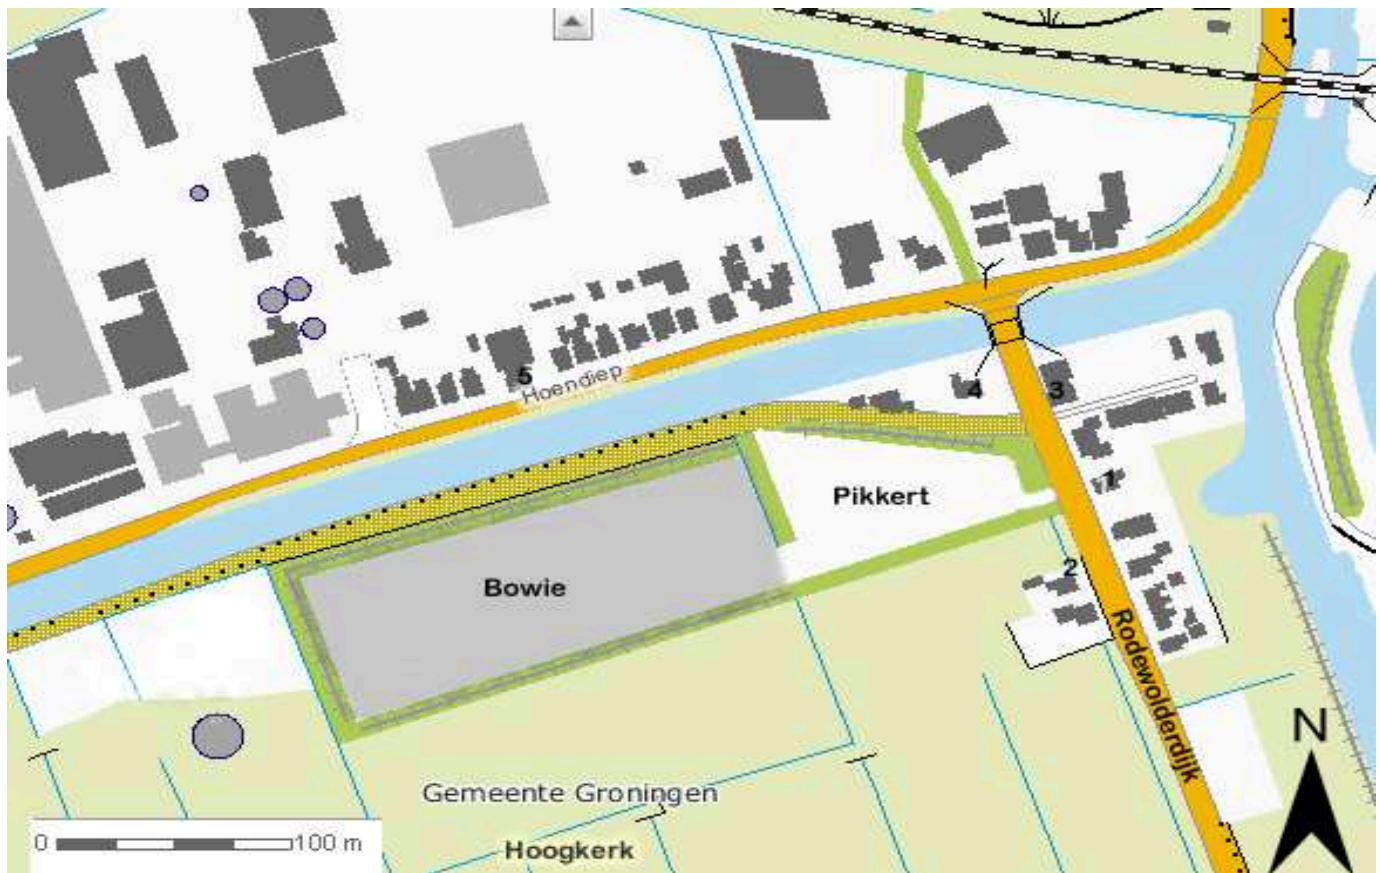 5
Hoendiep
4
3
Pikkert
1
Bowie
2
Rodewolderdijk
N
Gemeente Groningen
0 100 m
Hoogkerk